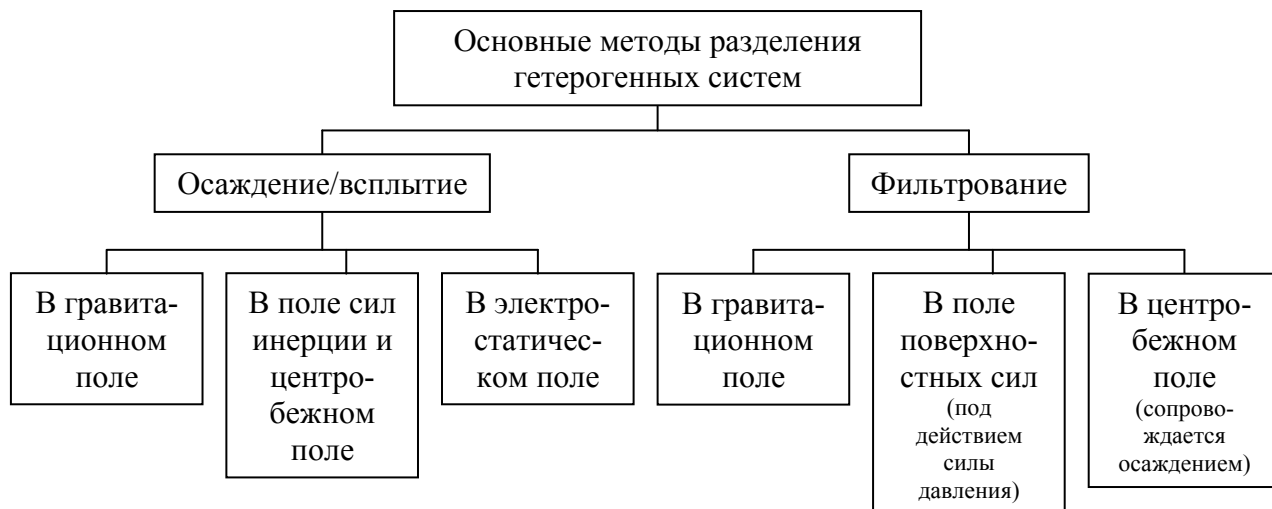 Основные методы разделения
гетерогенных систем
Осаждение/всплытие
Фильтрование
В гравита-
ционном
поле
В поле сил
инерции и
центро-
бежном
поле
В электро-
статичес-
ком поле
В гравита-
ционном
поле
В поле
поверхно-
стных сил
(под
действием
силы
давления)
В центро-
бежном
поле
(сопрово-
ждается
осаждением)